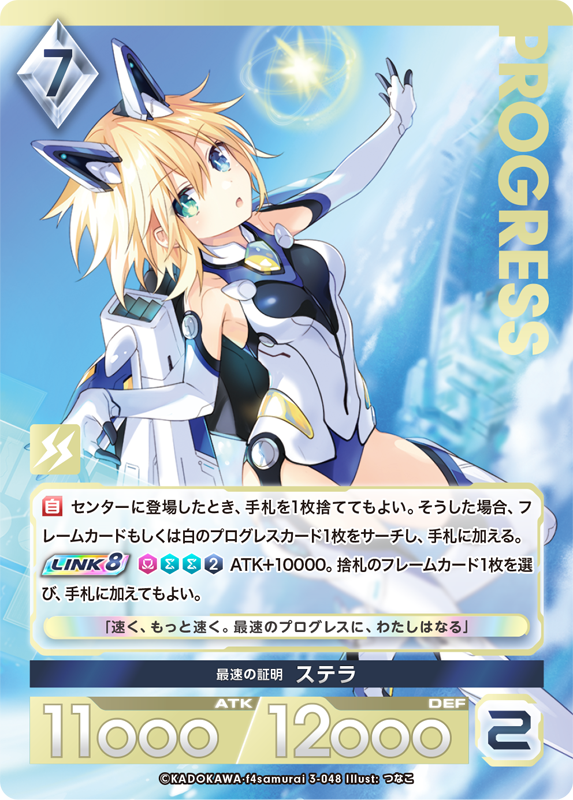 7
PROGRESS
自 センターに登場したとき、手札を1枚捨ててもよい。そうした場合、フ
レームカードもしくは白のプログレスカード1枚をサーチし、手札に加える。
LINK8 Ω Σ Σ 2 ATK+10000。捨札のフレームカード1枚を選
び、手札に加えてもよい。
「速く、もっと速く。最速のプログレスに、わたしはなる」
最速の証明 ステラ
11000 ATK 12000 DEF 2
©KADOKAWA-f4samurai 3-048 Illust: つなこ